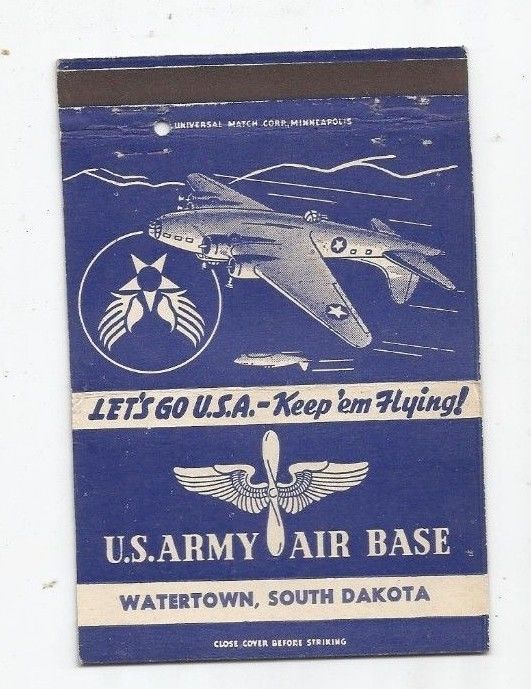 UNIVERSAL MATCH CORP., MINNEAPOLIS
LET'S GO U.S.A.-Keep 'em Flying!
U.S. ARMY AIR BASE
WATERTOWN, SOUTH DAKOTA
CLOSE COVER BEFORE STRIKING